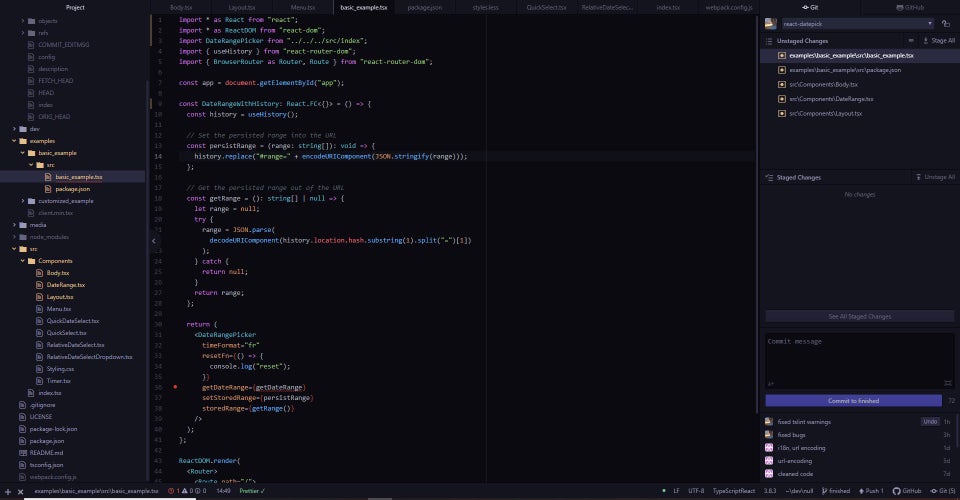 Project
objects
refs
COMMIT_EDITMSG
config
description
FETCH_HEAD
HEAD
index
ORIG_HEAD
dev
examples
basic_example
src
basic_example.tsx
package.json
customized_example
client.min.tsx
media
node_modules
src
Components
Body.tsx
DateRange.tsx
Layout.tsx
Menu.tsx
QuickDateSelect.tsx
QuickSelect.tsx
RelativeDateSelect.tsx
RelativeDateSelectDropdown.tsx
Styling.css
Timer.tsx
index.tsx
.gitignore
LICENSE
package-lock.json
package.json
README.md
tsconfig.json
webpack.config.js
Body.tsx Layout.tsx Menu.tsx basic_example.tsx package.json styles.less QuickSelect.tsx RelativeDateSelec... index.tsx webpack.config.js
1 import * as React from "react";
2 import * as ReactDOM from "react-dom";
3 import DateRangePicker from "../../../src/index";
4 import { useHistory } from "react-router-dom";
5 import { BrowserRouter as Router, Route } from "react-router-dom";
6
7 const app = document.getElementById("app");
8
9 const DateRangeWithHistory: React.FC<{}> = () => {
10 const history = useHistory();
11
12 // Set the persisted range into the URL
13 const persistRange = (range: string[]): void => {
14 history.replace("#range=" + encodeURIComponent(JSON.stringify(range)));
15 };
16
17 // Get the persisted range out of the URL
18 const getRange = (): string[] | null => {
19 let range = null;
20 try {
21 range = JSON.parse(
22 decodeURIComponent(history.location.hash.substring(1).split("=")[1])
23 );
24 } catch {
25 return null;
26 }
27 return range;
28 };
29
30 return (
31 <DateRangePicker
32 timeFormat="fr"
33 resetFn={() => {
34 console.log("reset");
35 }}
36 getDateRange={getDateRange}
37 setStoredRange={persistRange}
38 storedRange={getRange()}
39 />
40 );
41 };
42
43 ReactDOM.render(
44 <Router>
<Route path="/">
Git GitHub
react-datepick
Unstaged Changes Stage All
examples\basic_example\src\basic_example.tsx
examples\basic_example\src\package.json
src\Components\Body.tsx
src\Components\DateRange.tsx
src\Components\Layout.tsx
Staged Changes Unstage All
No changes
See All Staged Changes
Commit message
Commit to finished 72
fixed tslint warnings Undo 1h
fixed bugs 3h
r18n, url encoding 1d
url-encoding 5d
cleaned code 7d
examples\basic_example\src\basic_example.tsx 1 0 0 14:49 Prettier ✓ LF UTF-8 TypeScriptReact 3.8.3 ~/dev/null finished Push 1 GitHub Git (5)